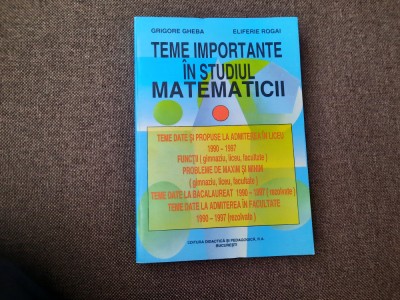 GRIGORE GHEBA ELIFERIE ROGAI
TEME IMPORTANTE
ÎN STUDIUL
MATEMATICII
TEME DATE ȘI PROPUSE LA ADMITEREA ÎN LICEU
1990 - 1997
FUNCȚII ( gimnaziu, liceu, facultate )
PROBLEME DE MAXIM ȘI MINIM
( gimnaziu, liceu, facultate )
TEME DATE LA BACALAUREAT 1990 - 1997 ( rezolvate )
TEME DATE LA ADMITEREA ÎN FACULTATE
1990 - 1997 (rezolvate )
EDITURA DIDACTICĂ ȘI PEDAGOGICĂ, R.A.
BUCUREȘTI